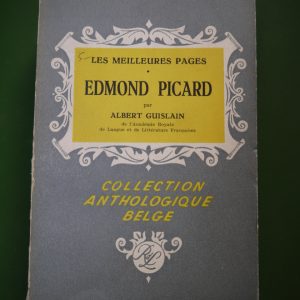 LES MEILLEURES PAGES
EDMOND PICARD
par
ALBERT GUISLAIN
de l'Académie Royale
de Langue et de Littérature Françaises
COLLECTION
ANTHOLOGIQUE
BELGE